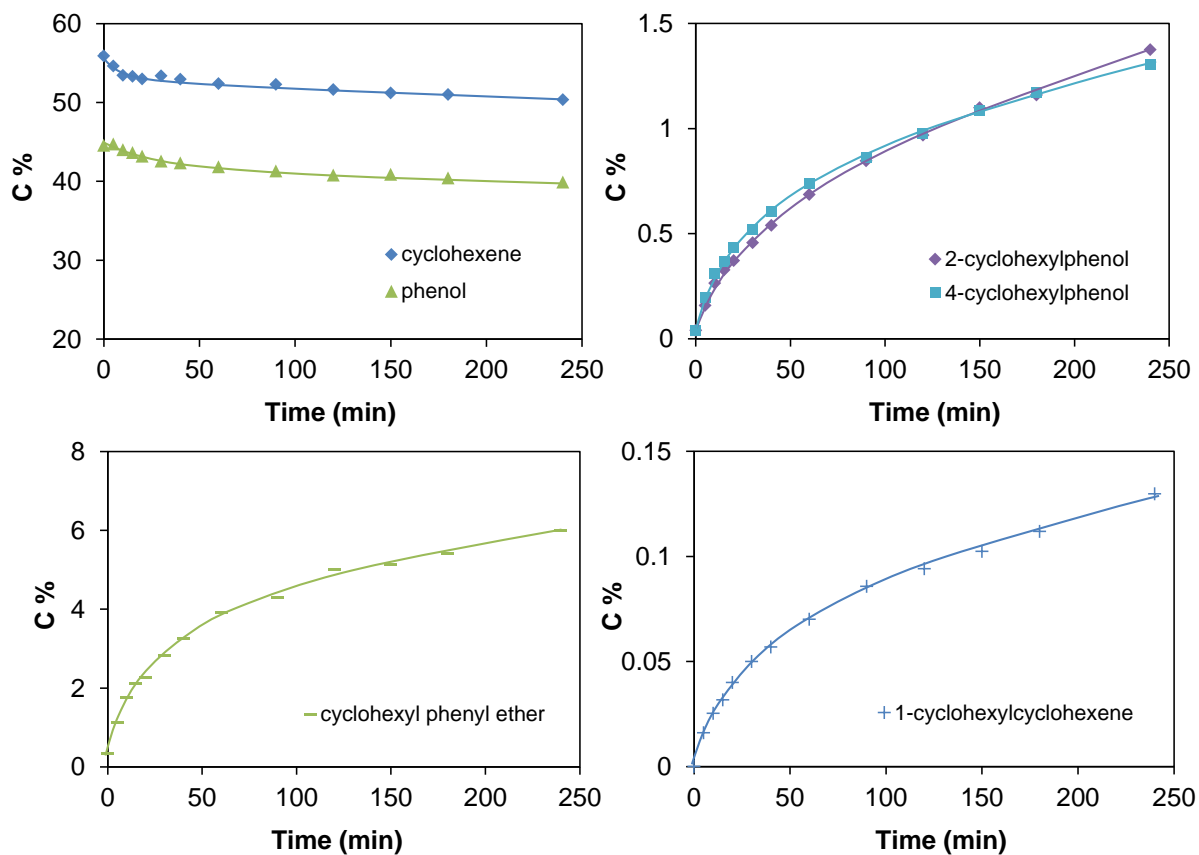 60
50
40
30
20
C %
cyclohexene
phenol
0 50 100 150 200 250
Time (min)
1.5
1
0.5
0
C %
2-cyclohexylphenol
4-cyclohexylphenol
0 50 100 150 200 250
Time (min)
8
6
4
2
0
C %
cyclohexyl phenyl ether
0 50 100 150 200 250
Time (min)
0.15
0.1
0.05
0
C %
1-cyclohexylcyclohexene
0 50 100 150 200 250
Time (min)